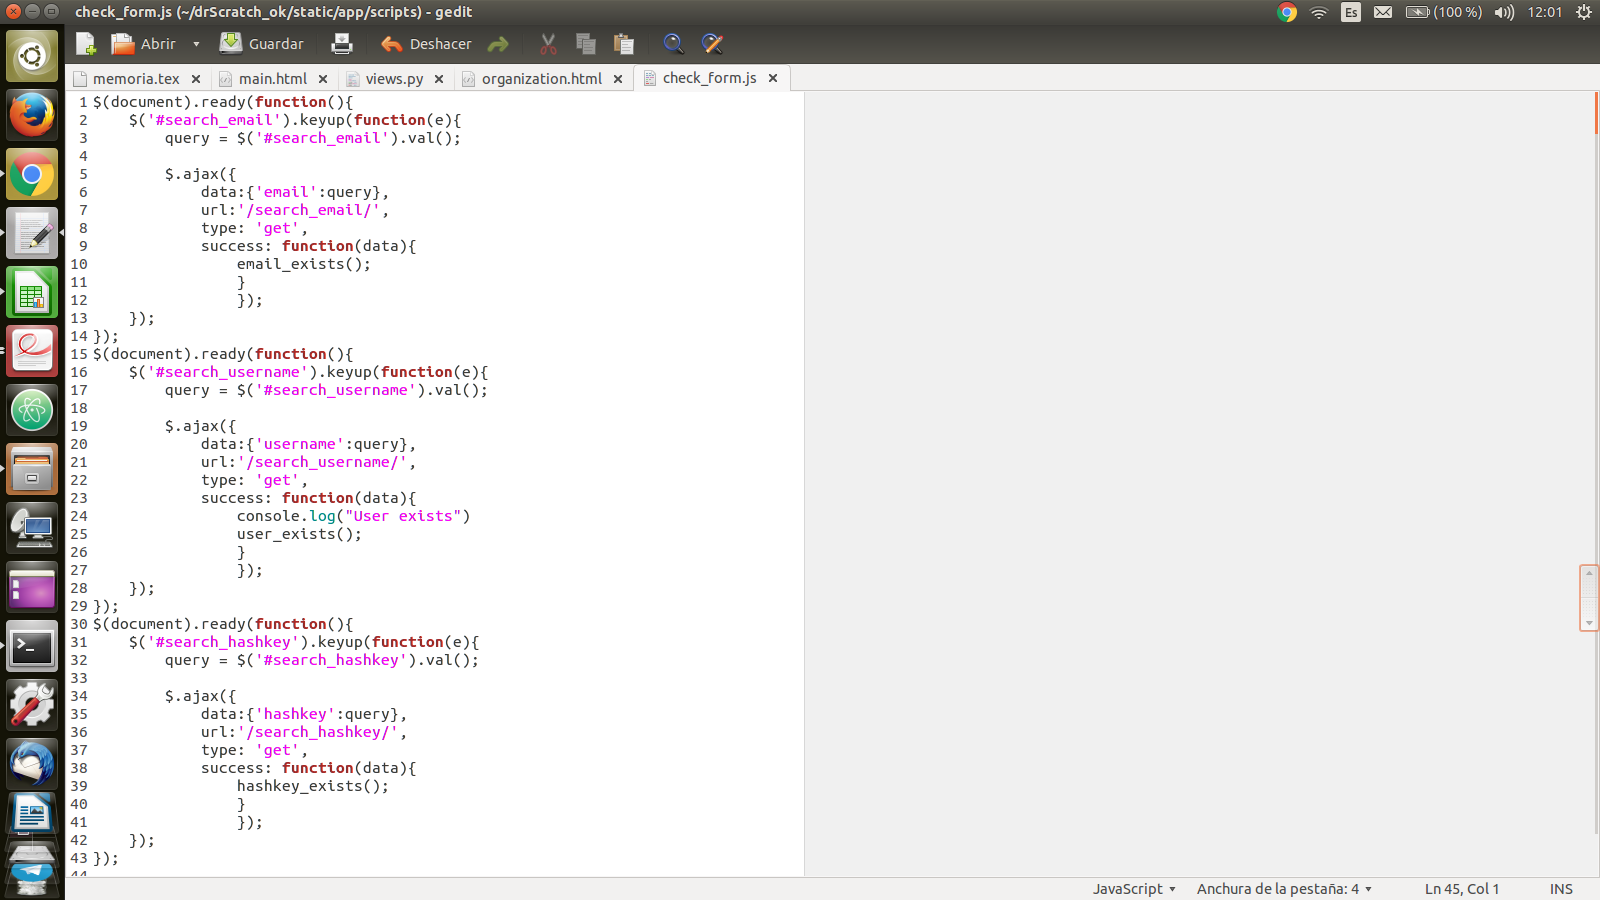 check_form.js (~/drScratch_ok/static/app/scripts) - gedit
Es
(100 %)
12:01
Abrir
Guardar
Deshacer
memoria.tex
main.html
views.py
organization.html
check_form.js
1 $(document).ready(function(){
2     $('#search_email').keyup(function(e){
3         query = $('#search_email').val();
4
5         $.ajax({
6             data:{'email':query},
7             url:'/search_email/',
8             type: 'get',
9             success: function(data){
10                 email_exists();
11                 }
12                 });
13     });
14 });
15 $(document).ready(function(){
16     $('#search_username').keyup(function(e){
17         query = $('#search_username').val();
18
19         $.ajax({
20             data:{'username':query},
21             url:'/search_username/',
22             type: 'get',
23             success: function(data){
24                 console.log("User exists")
25                 user_exists();
26                 }
27                 });
28     });
29 });
30 $(document).ready(function(){
31     $('#search_hashkey').keyup(function(e){
32         query = $('#search_hashkey').val();
33
34         $.ajax({
35             data:{'hashkey':query},
36             url:'/search_hashkey/',
37             type: 'get',
38             success: function(data){
39                 hashkey_exists();
40                 }
41                 });
42     });
43 });
44
JavaScript
Anchura de la pestaña: 4
Ln 45, Col 1
INS